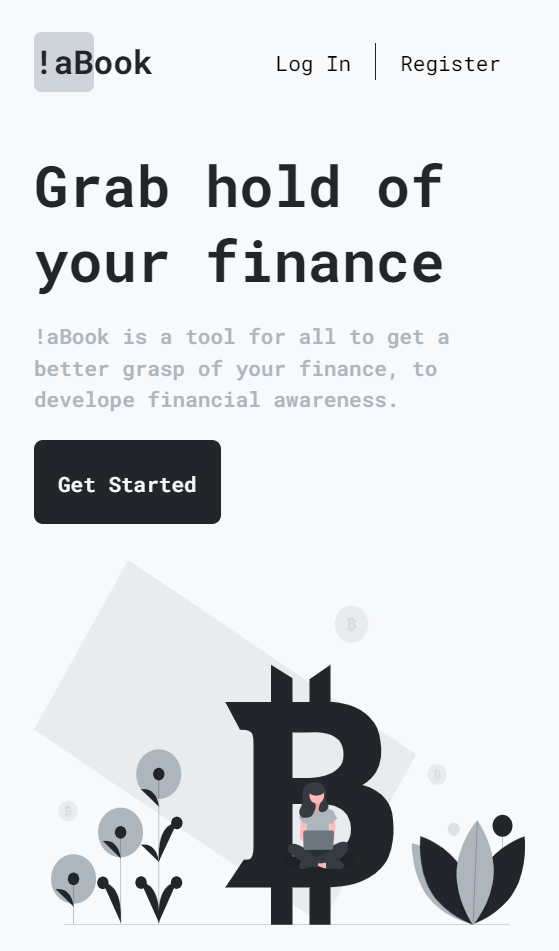 !aBook
Log In
Register
Grab hold of
your finance
!aBook is a tool for all to get a
better grasp of your finance, to
develope financial awareness.
Get Started